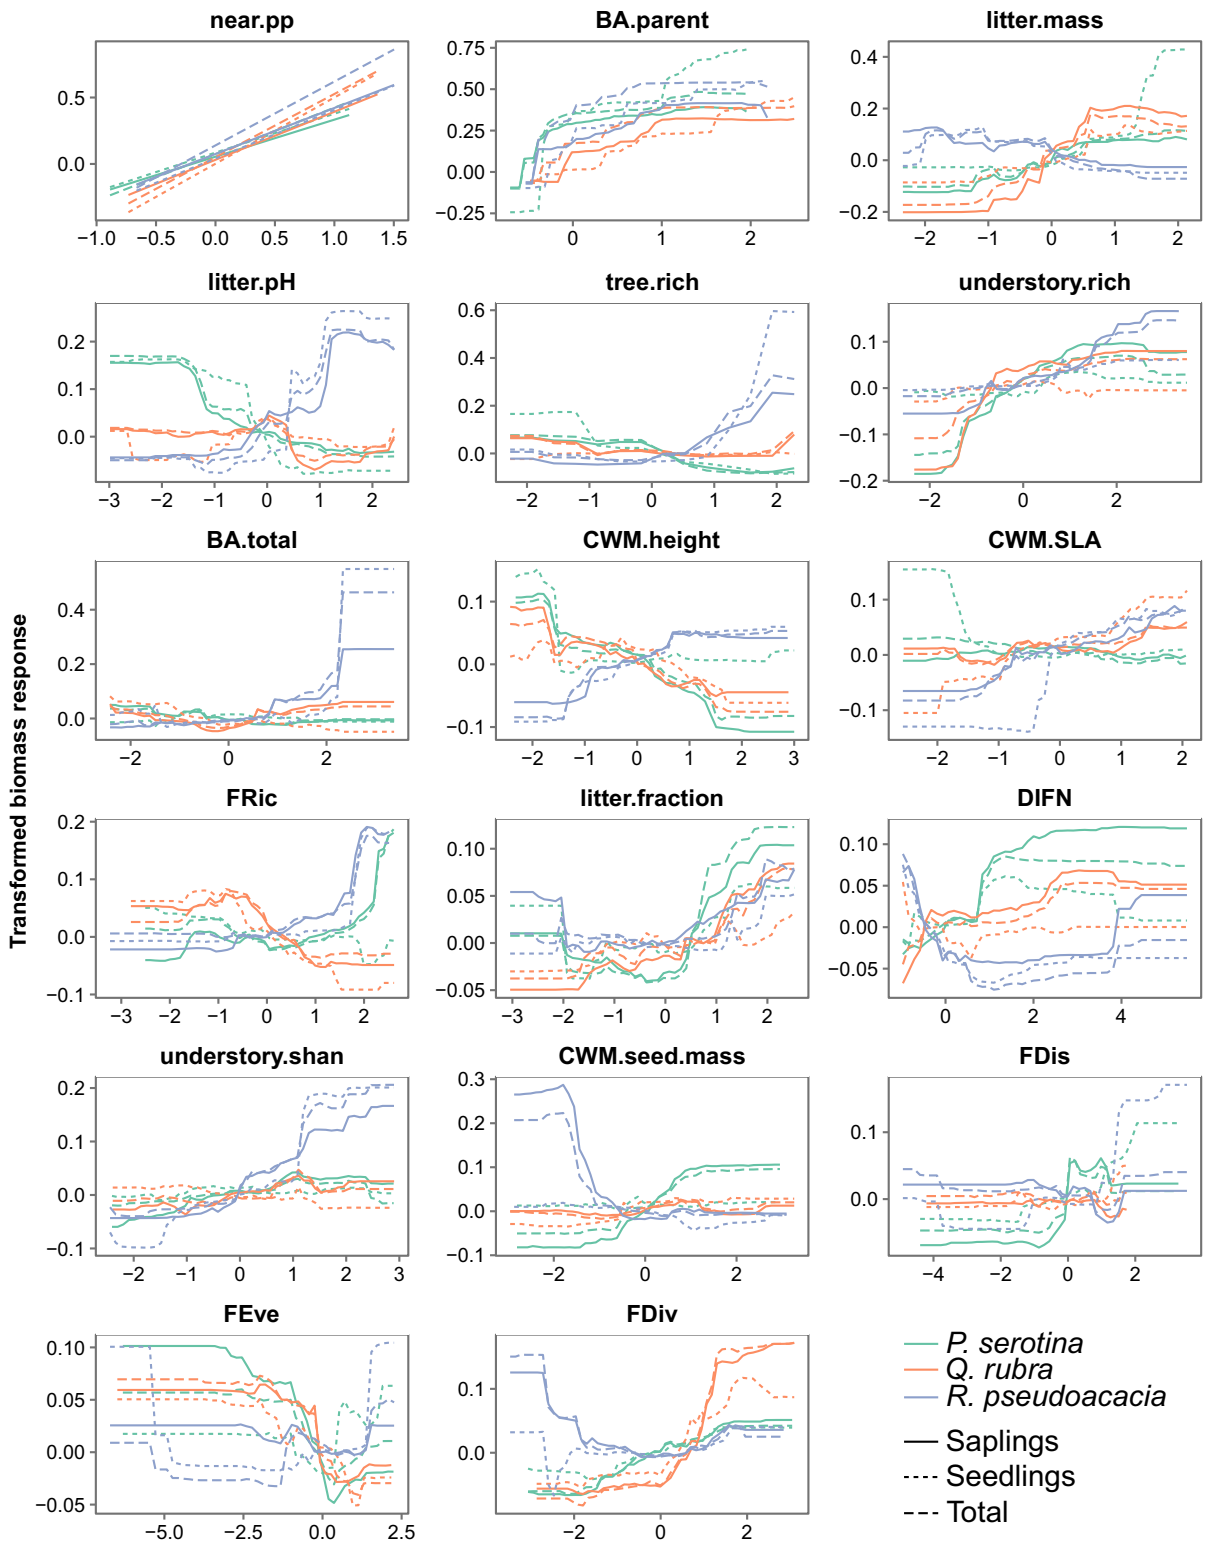 near.pp BA.parent litter.mass
0.5
0.0
−1.0 −0.5 0.0 0.5 1.0 1.5
0.75
0.50
0.25
0.00
−0.25
0 1 2
0.4
0.2
0.0
−0.2
−2 −1 0 1 2
litter.pH tree.rich understory.rich
0.2
0.1
0.0
−3 −2 −1 0 1 2
0.6
0.4
0.2
0.0
−2 −1 0 1 2
0.1
0.0
−0.1
−0.2
−2 0 2
BA.total CWM.height CWM.SLA
0.4
0.2
0.0
−2 0 2
0.1
0.0
−0.1
−2 −1 0 1 2 3
0.1
0.0
−0.1
−2 −1 0 1 2
Transformed biomass response
FRic litter.fraction DIFN
0.2
0.1
0.0
−0.1
−3 −2 −1 0 1 2
0.10
0.05
0.00
−0.05
−3 −2 −1 0 1 2
0.10
0.05
0.00
−0.05
0 2 4
understory.shan CWM.seed.mass FDis
0.2
0.1
0.0
−0.1
−2 −1 0 1 2 3
0.3
0.2
0.1
0.0
−0.1
−2 0 2
0.1
0.0
−4 −2 0 2
FEve FDiv
0.10
0.05
0.00
−0.05
−5.0 −2.5 0.0 2.5
0.1
0.0
−2 0 2
P. serotina
Q. rubra
R. pseudoacacia
Saplings
Seedlings
Total